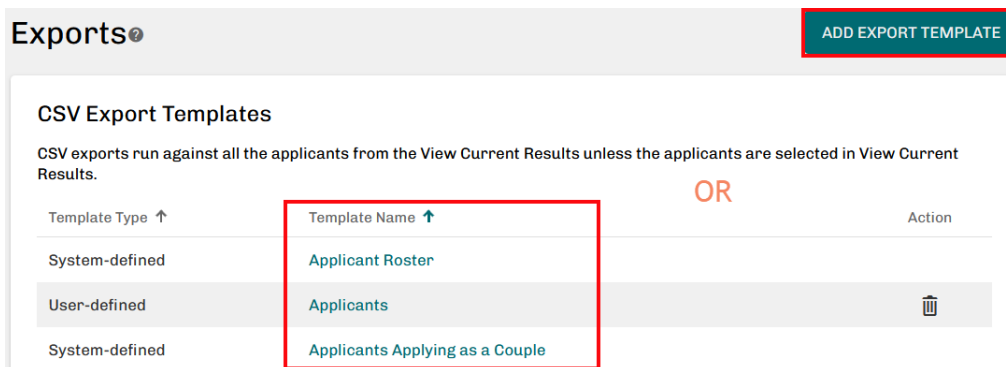 Exports
ADD EXPORT TEMPLATE
CSV Export Templates
CSV exports run against all the applicants from the View Current Results unless the applicants are selected in View Current
Results.
OR
Template Type ↑ Template Name ↑ Action
System-defined Applicant Roster
User-defined Applicants
System-defined Applicants Applying as a Couple